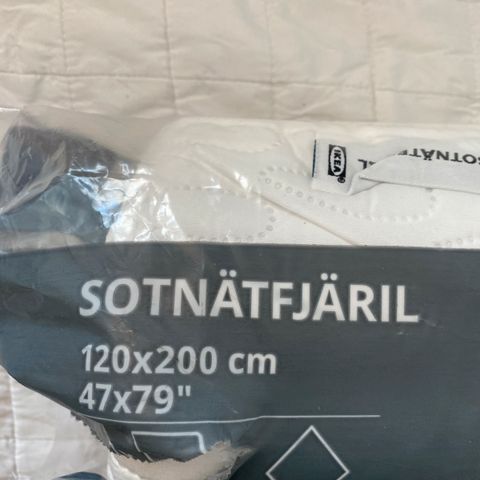 IKEA
SOTNÄTFJÄRIL
120x200 cm
47x79"